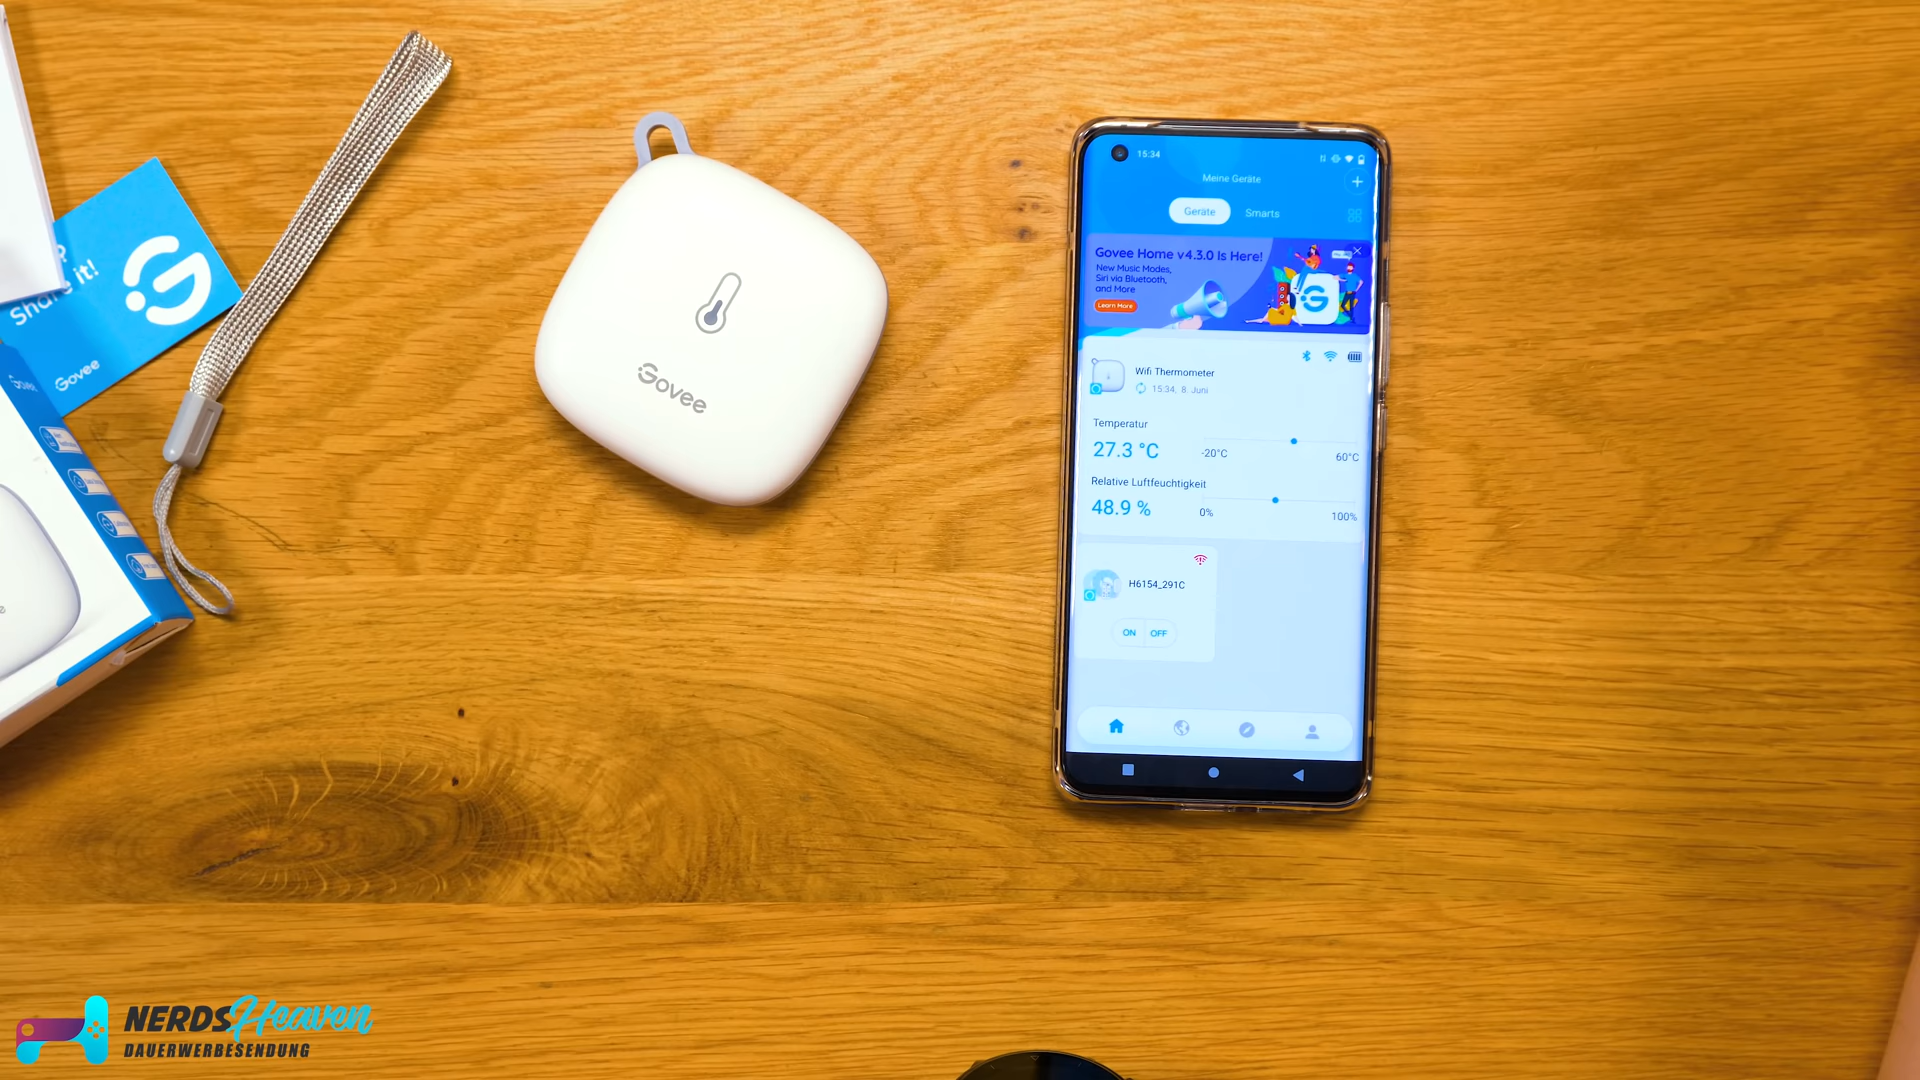 Share it!
Govee
Govee
Govee
15:34
Meine Geräte
Geräte
Smarts
Govee Home v4.3.0 Is Here!
New Music Modes,
Siri via Bluetooth,
and More
Learn More
Wifi Thermometer
15:34, 8. Juni
Temperatur
27.3 °C
-20°C
60°C
Relative Luftfeuchtigkeit
48.9 %
0%
100%
H6154_291C
ON
OFF
NERDSHeaven
DAUERWERBESENDUNG